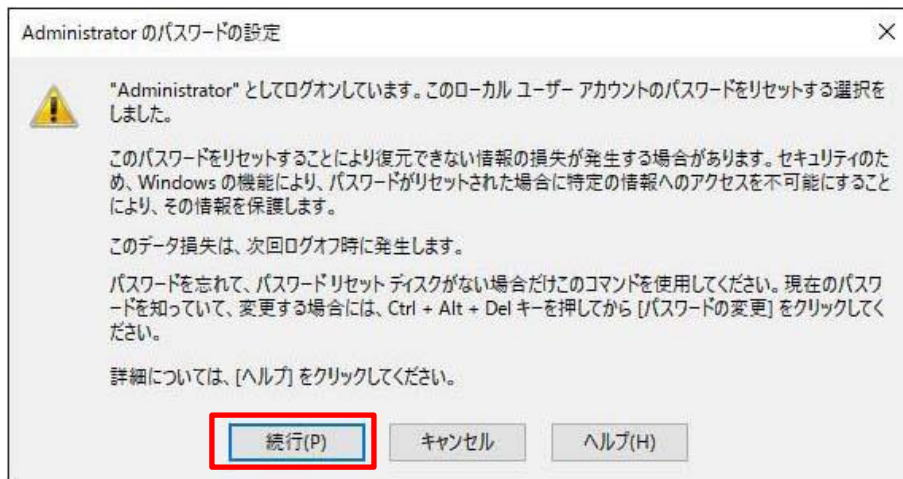 Administrator のパスワードの設定
"Administrator" としてログオンしています。このローカル ユーザー アカウントのパスワードをリセットする選択を
しました。
このパスワードをリセットすることにより復元できない情報の損失が発生する場合があります。セキュリティのた
め、Windows の機能により、パスワードがリセットされた場合に特定の情報へのアクセスを不可能にすること
により、その情報を保護します。
このデータ損失は、次回ログオフ時に発生します。
パスワードを忘れて、パスワード リセット ディスクがない場合だけこのコマンドを使用してください。現在のパスワ
ードを知っていて、変更する場合には、Ctrl + Alt + Del キーを押してから [パスワードの変更] をクリックしてく
ださい。
詳細については、[ヘルプ] をクリックしてください。
続行(P) キャンセル ヘルプ(H)